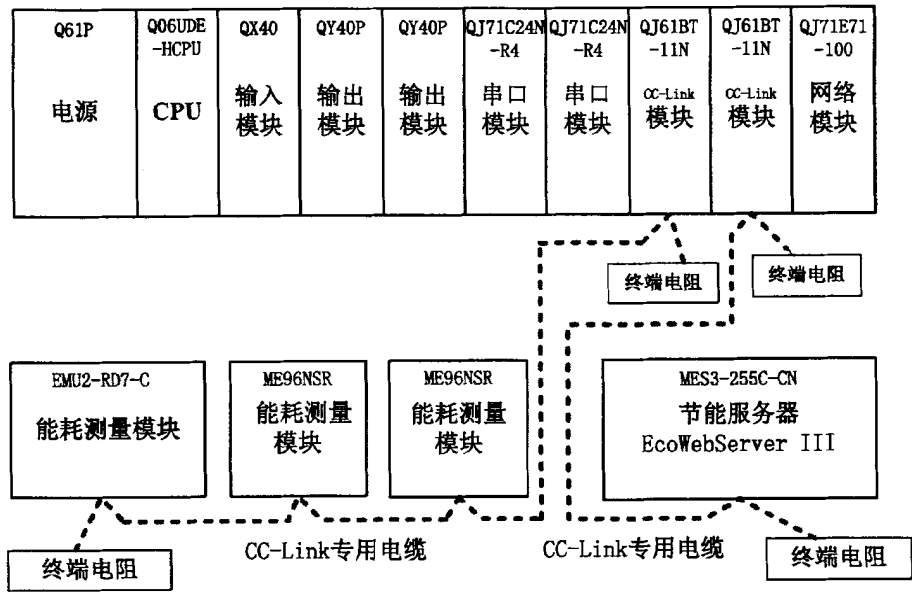 Q61P
电源
Q06UDE
-HCPU
CPU
QX40
输入
模块
QY40P
输出
模块
QY40P
输出
模块
QJ71C24N
-R4
串口
模块
QJ71C24N
-R4
串口
模块
QJ61BT
-11N
CC-Link
模块
QJ61BT
-11N
CC-Link
模块
QJ71E71
-100
网络
模块
终端电阻
终端电阻
EMU2-RD7-C
能耗测量模块
ME96NSR
能耗测量
模块
ME96NSR
能耗测量
模块
MES3-255C-CN
节能服务器
EcoWebServer III
终端电阻
CC-Link专用电缆
CC-Link专用电缆
终端电阻